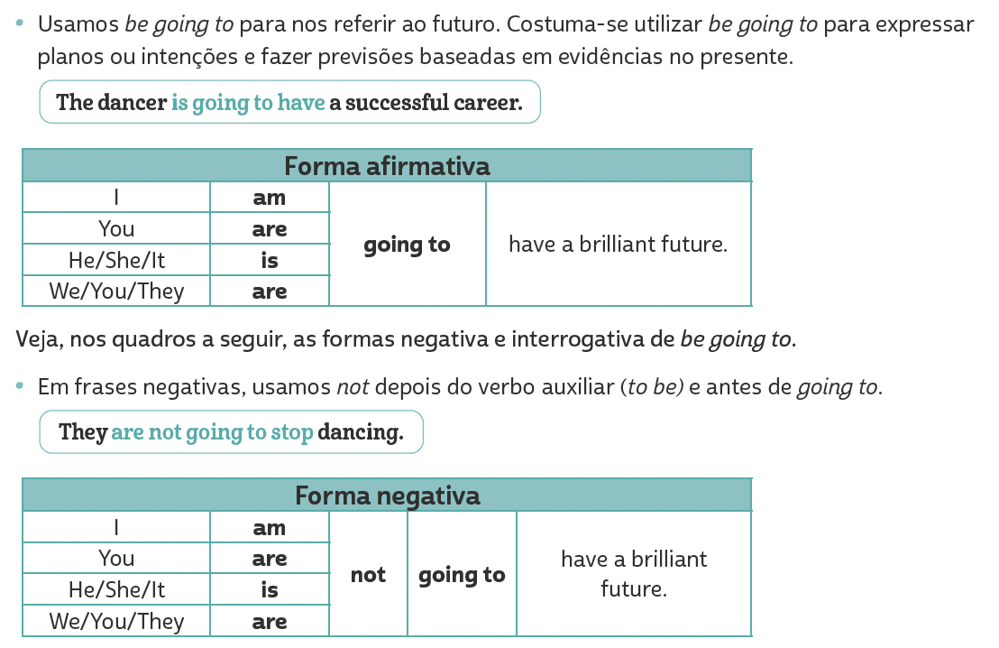 • Usamos be going to para nos referir ao futuro. Costuma-se utilizar be going to para expressar
planos ou intenções e fazer previsões baseadas em evidências no presente.
The dancer is going to have a successful career.
Forma afirmativa
I am
You are
He/She/It is
We/You/They are
going to
have a brilliant future.
Veja, nos quadros a seguir, as formas negativa e interrogativa de be going to.
• Em frases negativas, usamos not depois do verbo auxiliar (to be) e antes de going to.
They are not going to stop dancing.
Forma negativa
I am
You are
He/She/It is
We/You/They are
not
going to
have a brilliant
future.